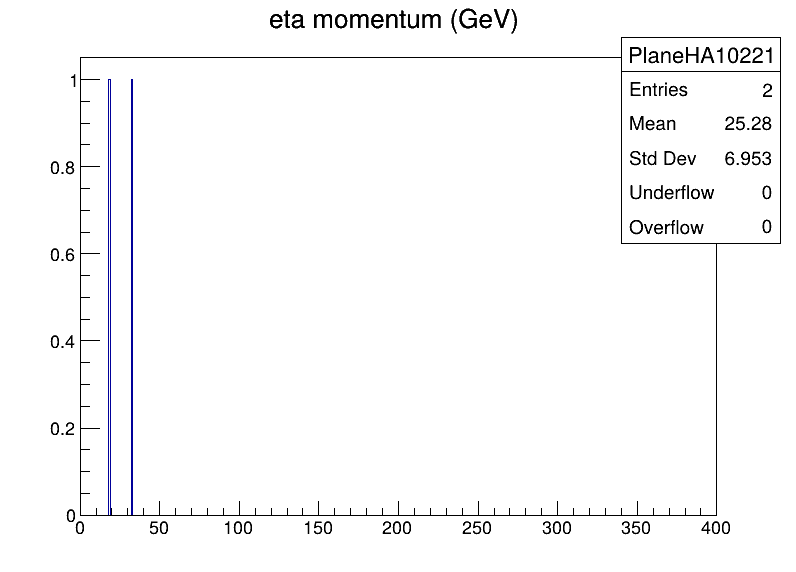 eta momentum (GeV)
PlaneHA10221
Entries 2
Mean 25.28
Std Dev 6.953
Underflow 0
Overflow 0
1
0.8
0.6
0.4
0.2
0
0 50 100 150 200 250 300 350 400